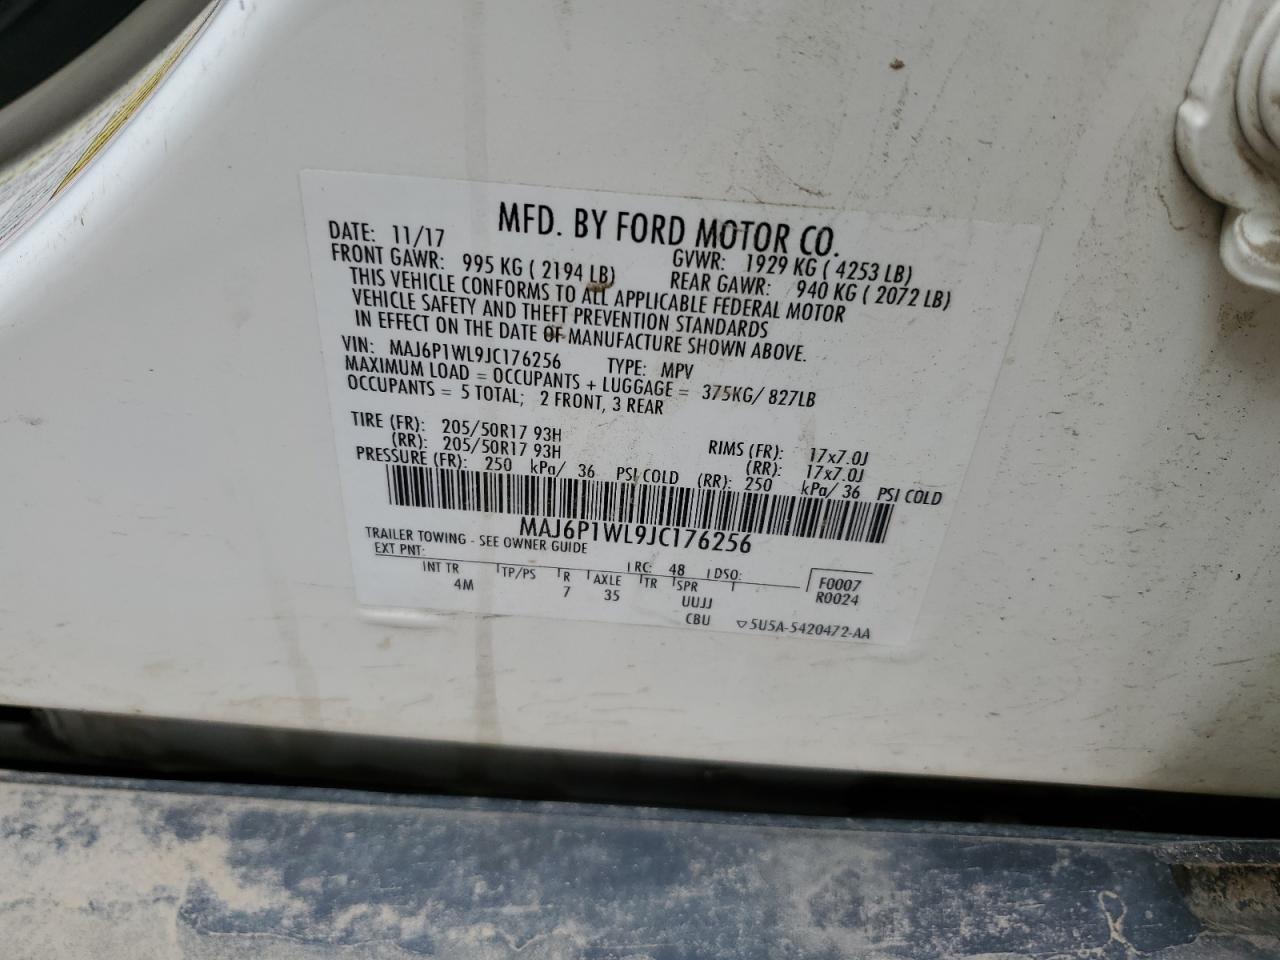 MFD. BY FORD MOTOR CO.
DATE: 11/17 GVWR: 1929 KG ( 4253 LB)
FRONT GAWR: 995 KG ( 2194 LB) REAR GAWR: 940 KG ( 2072 LB)
THIS VEHICLE CONFORMS TO ALL APPLICABLE FEDERAL MOTOR
VEHICLE SAFETY AND THEFT PREVENTION STANDARDS
IN EFFECT ON THE DATE OF MANUFACTURE SHOWN ABOVE.
VIN: MAJ6P1WL9JC176256 TYPE: MPV
MAXIMUM LOAD = OCCUPANTS + LUGGAGE = 375KG/ 827LB
OCCUPANTS = 5 TOTAL; 2 FRONT, 3 REAR
TIRE (FR): 205/50R17 93H RIMS (FR): 17x7.0J
(RR): 205/50R17 93H (RR): 17x7.0J
PRESSURE (FR): 250 kPa/ 36 PSI COLD (RR): 250 kPa/ 36 PSI COLD
MAJ6P1WL9JC176256
TRAILER TOWING - SEE OWNER GUIDE
EXT PNT: RC: 48 DSO: F0007
INT TR TP/PS R AXLE TR SPR R0024
4M 7 35 UUJJ
CBU ▽5U5A-5420472-AA